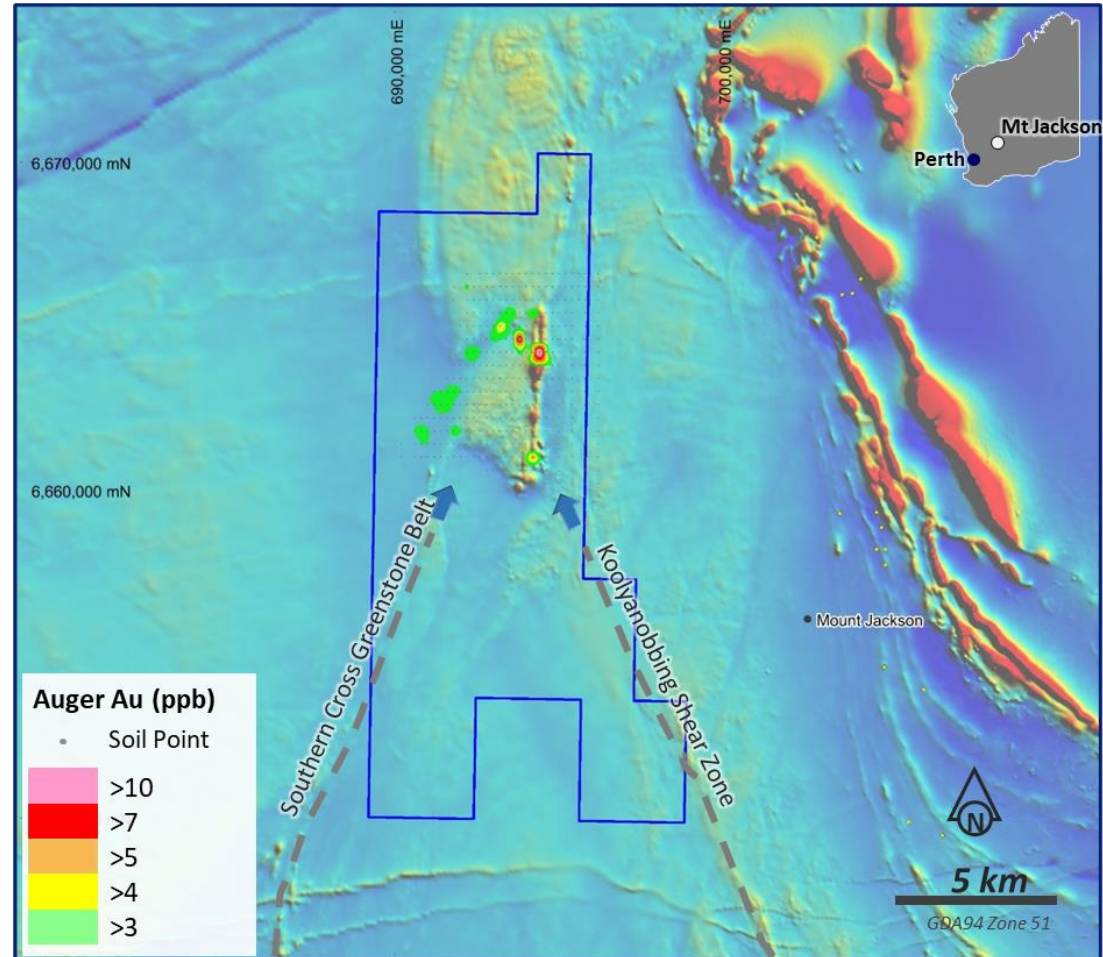 690,000 mE
700,000 mE
Mt Jackson
Perth
6,670,000 mN
6,660,000 mN
Southern Cross Greenstone Belt
Koolyanobbing Shear Zone
Mount Jackson
Auger Au (ppb)
Soil Point
>10
>7
>5
>4
>3
N
5 km
GDA94 Zone 51